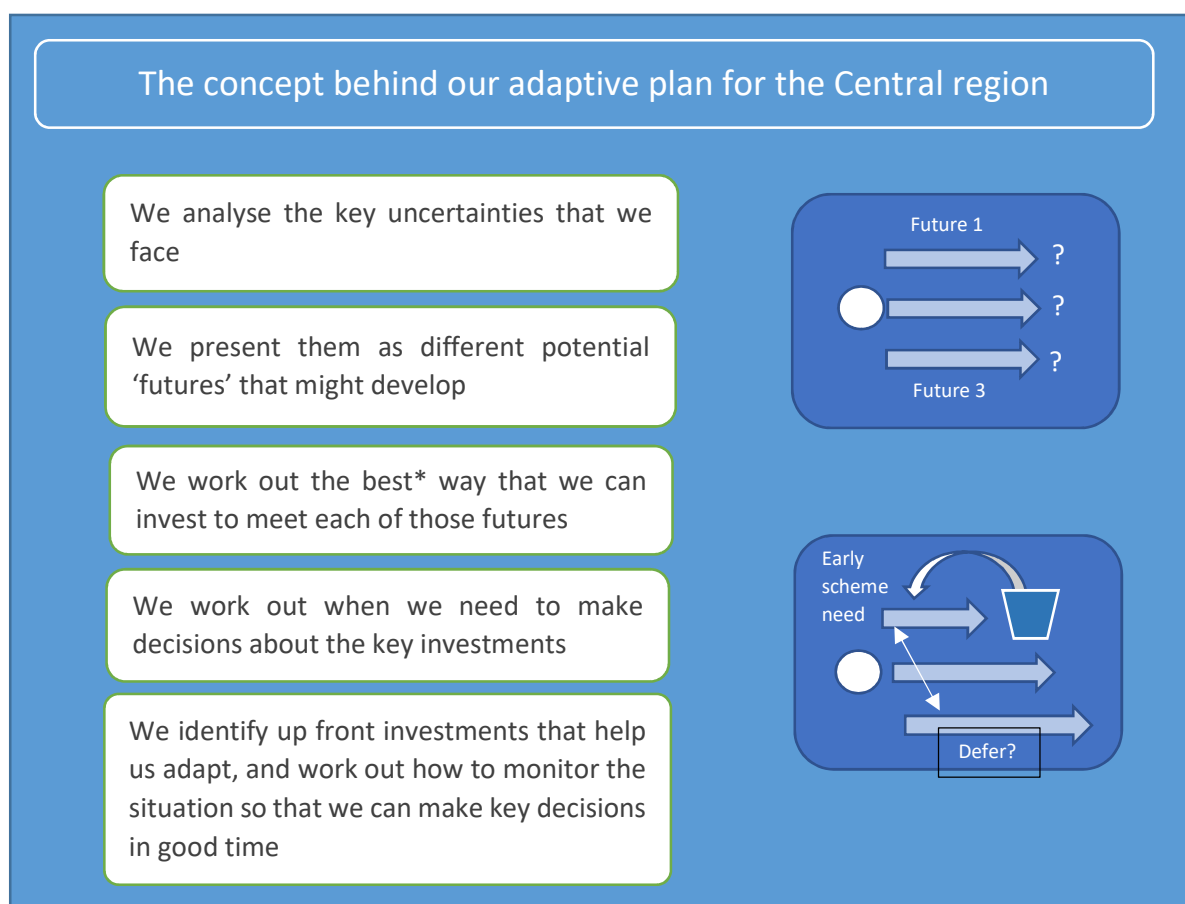 The concept behind our adaptive plan for the Central region
We analyse the key uncertainties that we
face
We present them as different potential
‘futures’ that might develop
We work out the best* way that we can
invest to meet each of those futures
We work out when we need to make
decisions about the key investments
We identify up front investments that help
us adapt, and work out how to monitor the
situation so that we can make key decisions
in good time
Future 1
?
?
?
Future 3
Early
scheme
need
Defer?